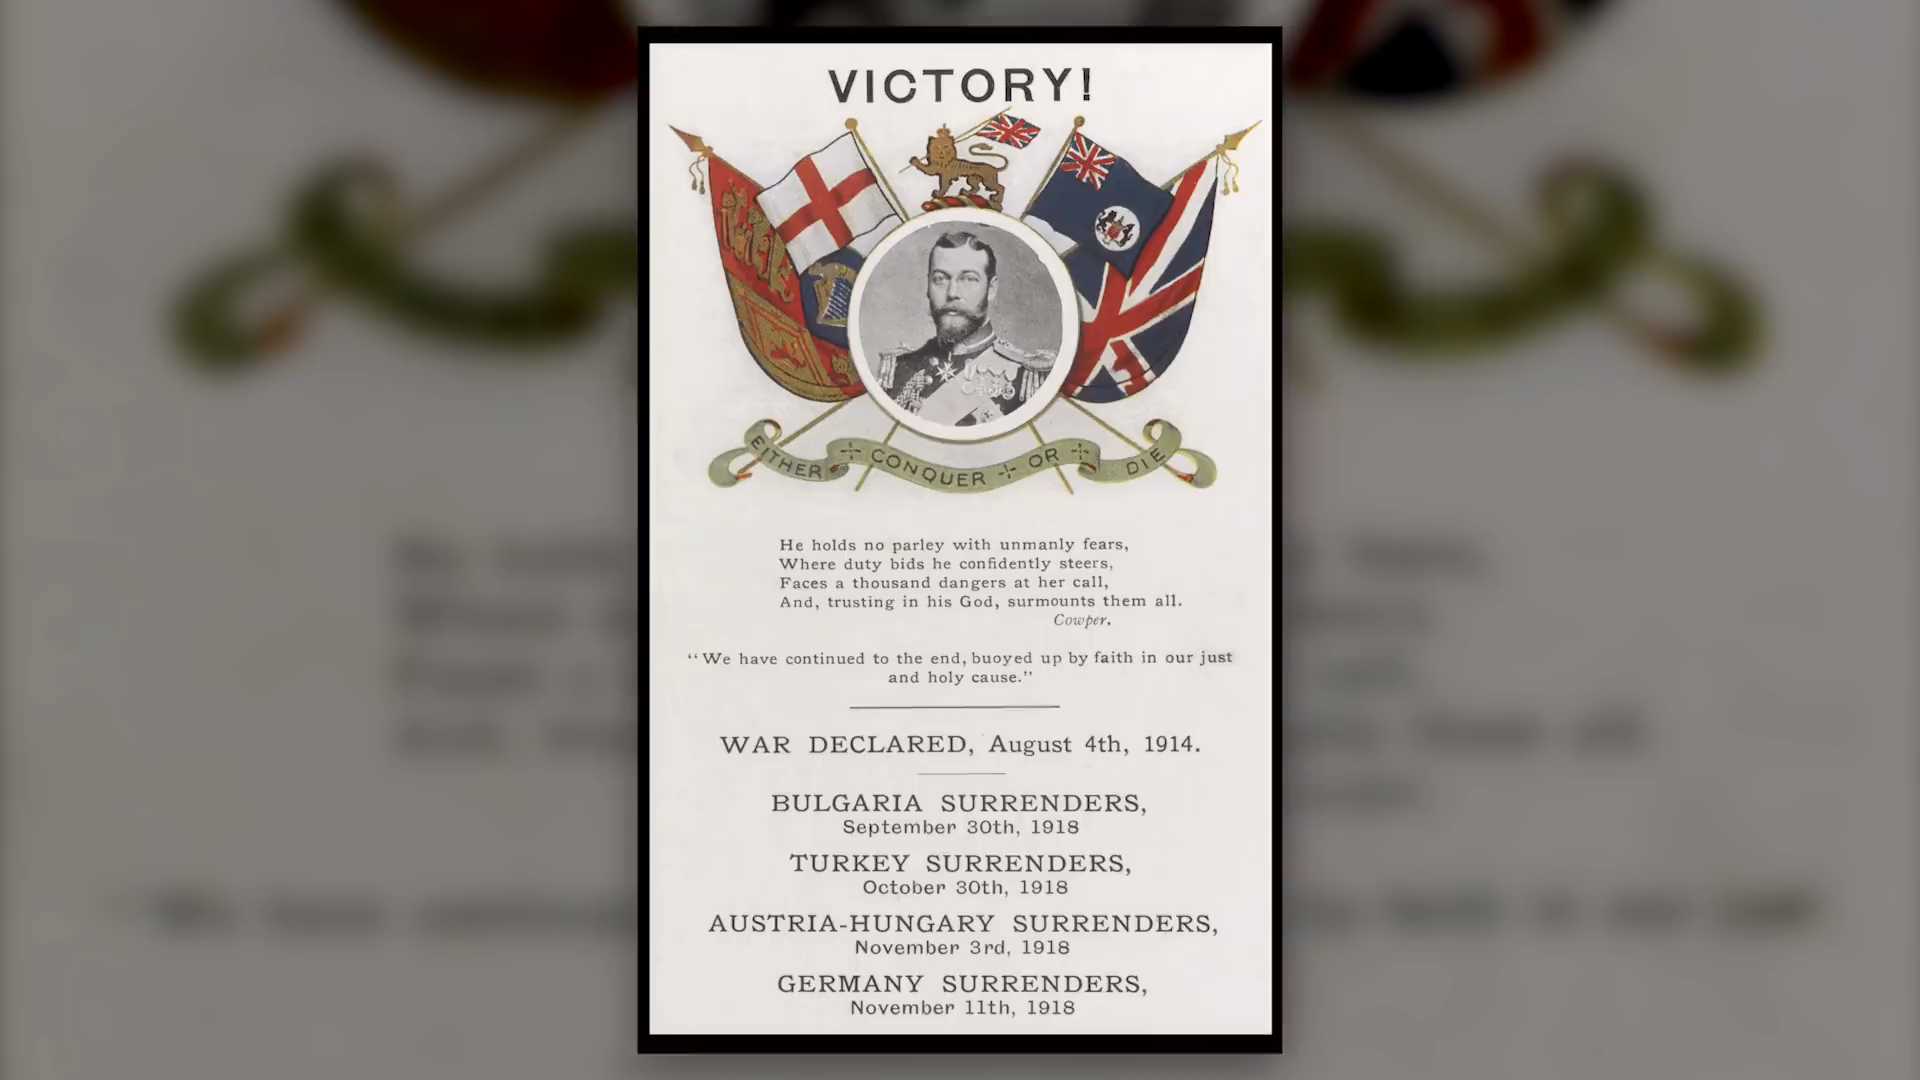 VICTORY!
EITHER CONQUER OR DIE
He holds no parley with unmanly fears,
Where duty bids he confidently steers,
Faces a thousand dangers at her call,
And, trusting in his God, surmounts them all.
Cowper.
“We have continued to the end, buoyed up by faith in our just
and holy cause.”
WAR DECLARED, August 4th, 1914.
BULGARIA SURRENDERS,
September 30th, 1918
TURKEY SURRENDERS,
October 30th, 1918
AUSTRIA-HUNGARY SURRENDERS,
November 3rd, 1918
GERMANY SURRENDERS,
November 11th, 1918